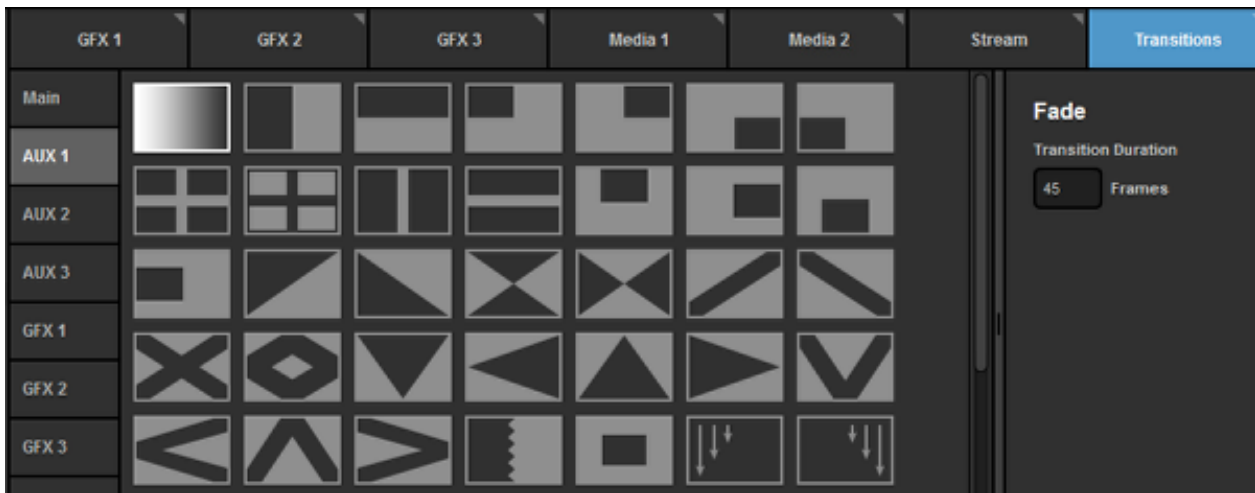 GFX 1
GFX 2
GFX 3
Media 1
Media 2
Stream
Transitions
Main
AUX 1
AUX 2
AUX 3
GFX 1
GFX 2
GFX 3
Fade
Transition Duration
45 Frames